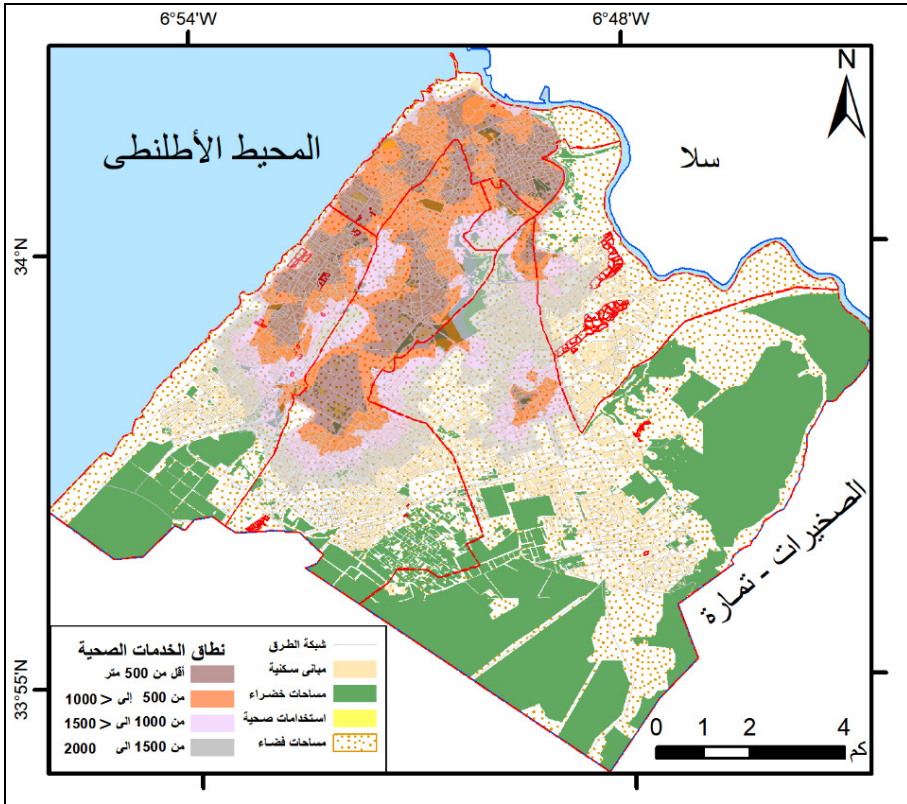 6°54'W
6°48'W
N
المحيط الأطلنطى
سلا
34°N
الصخيرات - تمارة
33°55'N
نطاق الخدمات الصحية
أقل من 500 متر
من 500 إلى < 1000
من 1000 الى < 1500
من 1500 الى 2000
شبكة الطرق
مبانى سكنية
مساحات خضراء
استخدامات صحية
مساحات فضاء
0 1 2 4
كم